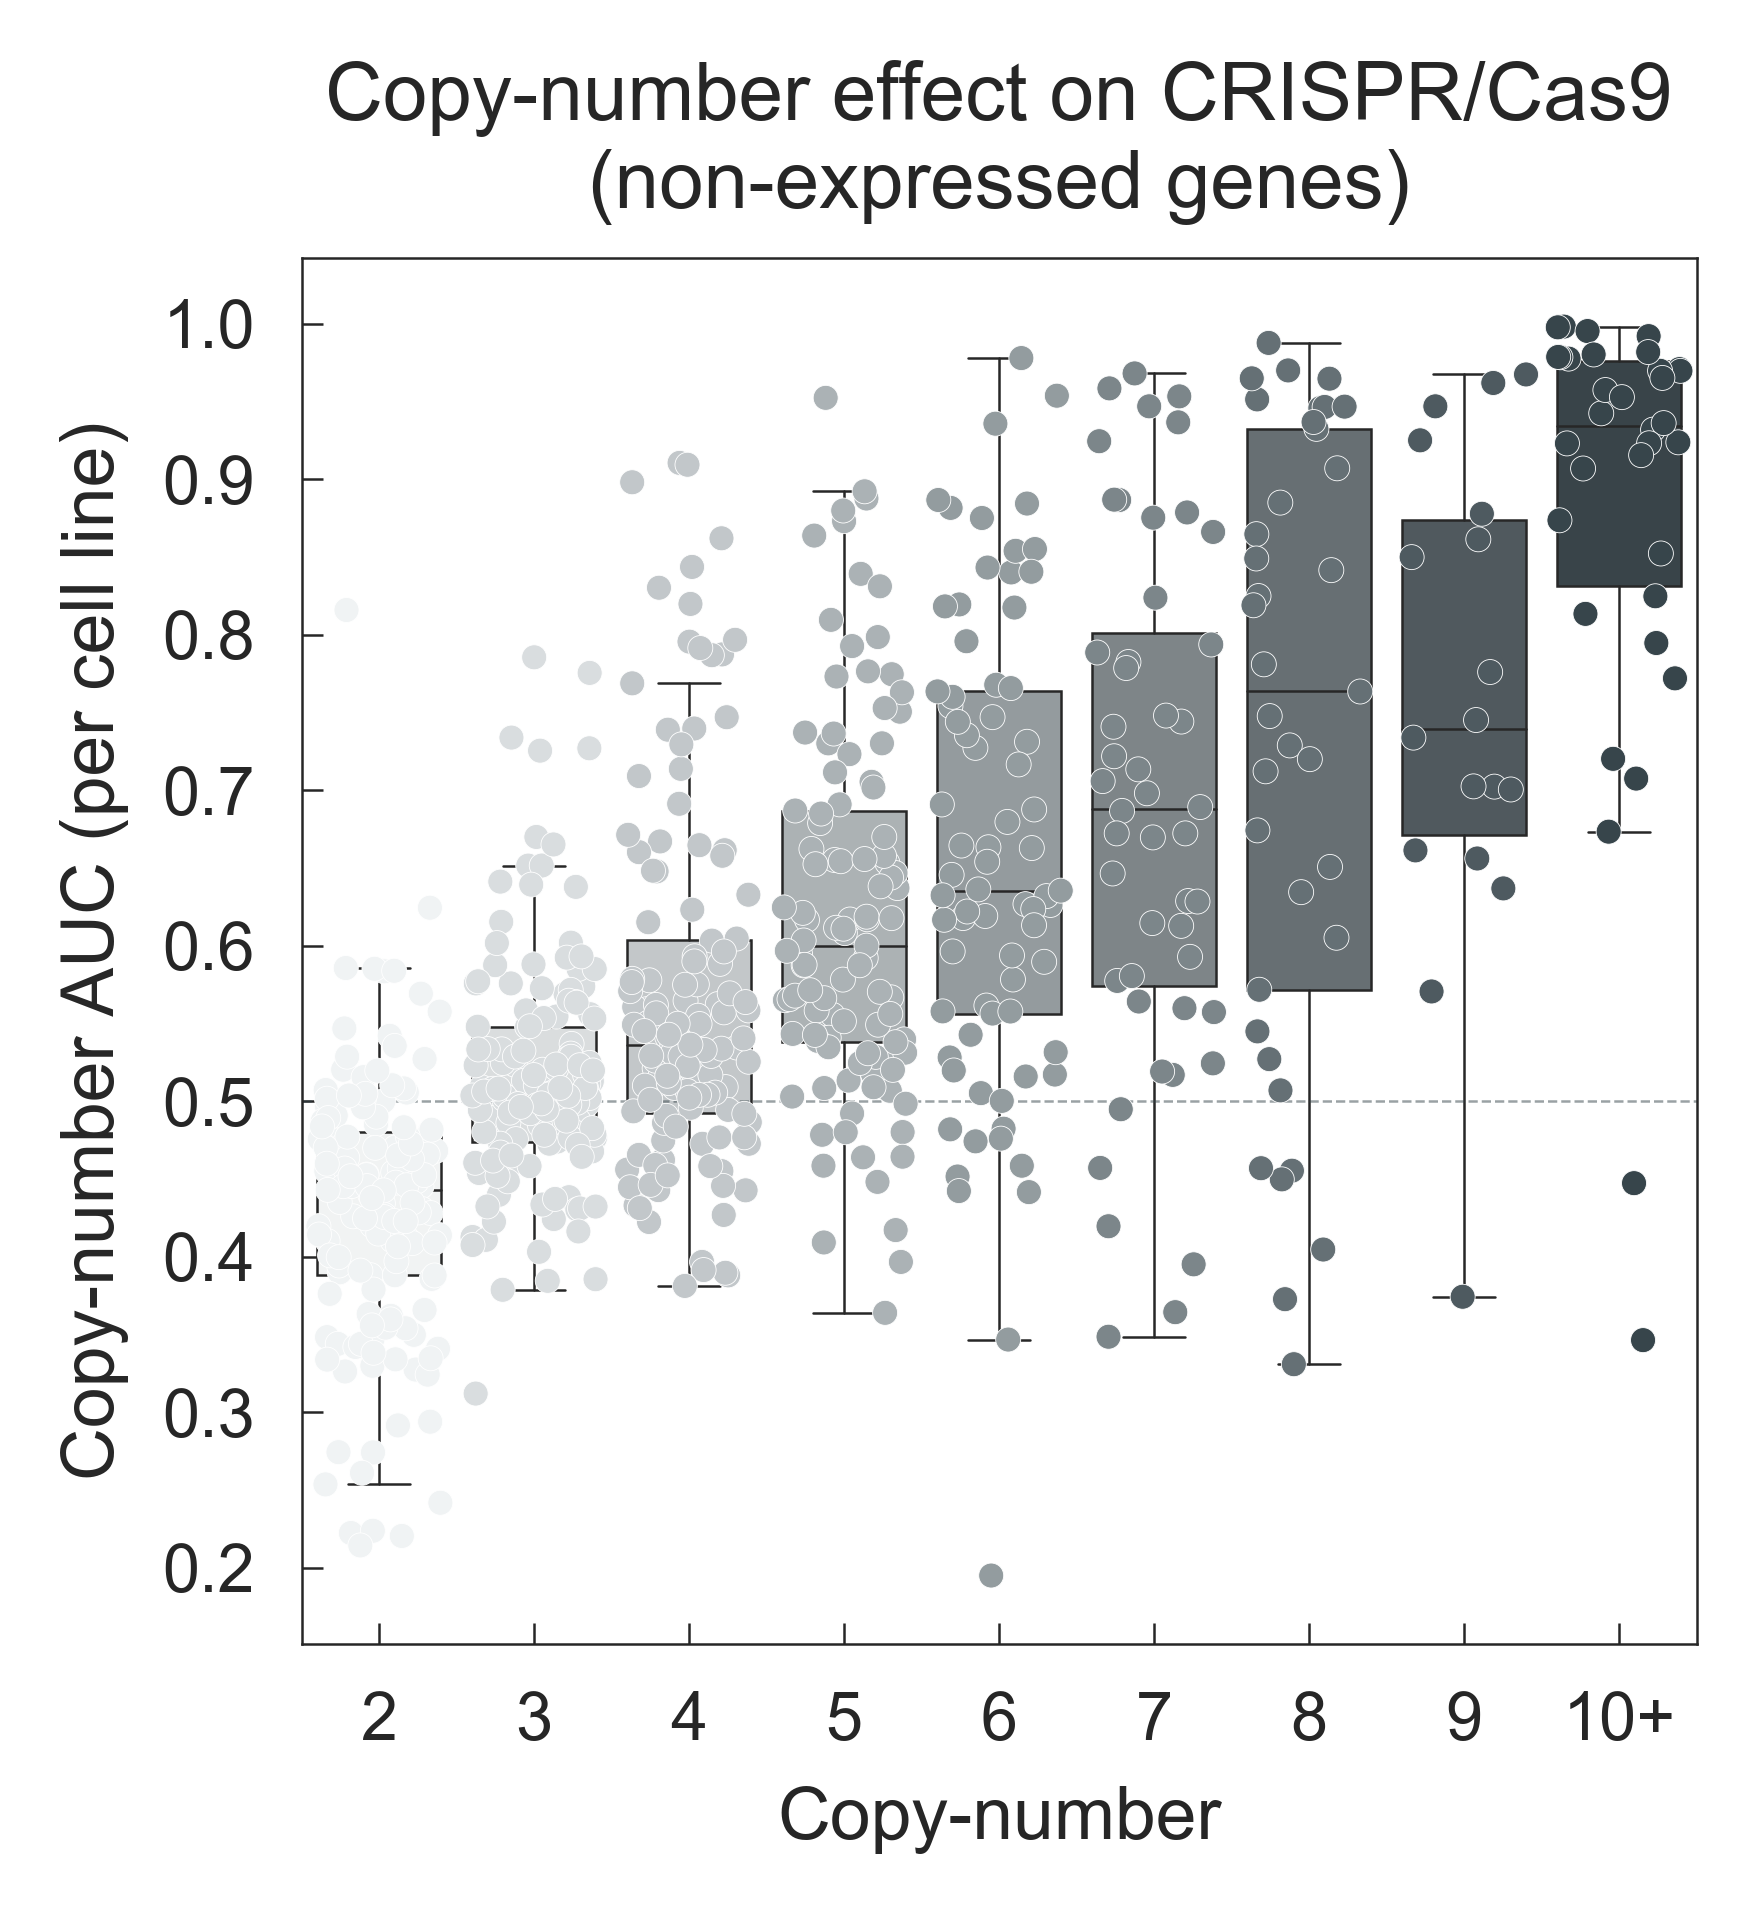 Copy-number effect on CRISPR/Cas9
(non-expressed genes)
Copy-number AUC (per cell line)
1.0
0.9
0.8
0.7
0.6
0.5
0.4
0.3
0.2
2 3 4 5 6 7 8 9 10+
Copy-number